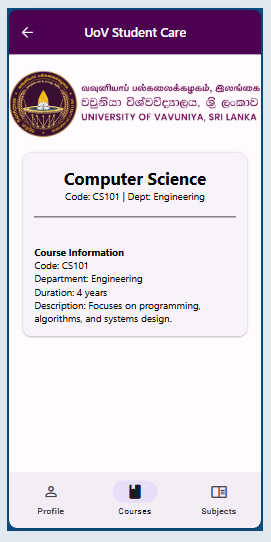 UoV Student Care
வவுனியாப் பல்கலைக்கழகம், இலங்கை
වවුනියා විශ්වවිද්‍යාලය, ශ්‍රී ලංකාව
UNIVERSITY OF VAVUNIYA, SRI LANKA
Computer Science
Code: CS101 | Dept: Engineering
Course Information
Code: CS101
Department: Engineering
Duration: 4 years
Description: Focuses on programming,
algorithms, and systems design.
Profile
Courses
Subjects